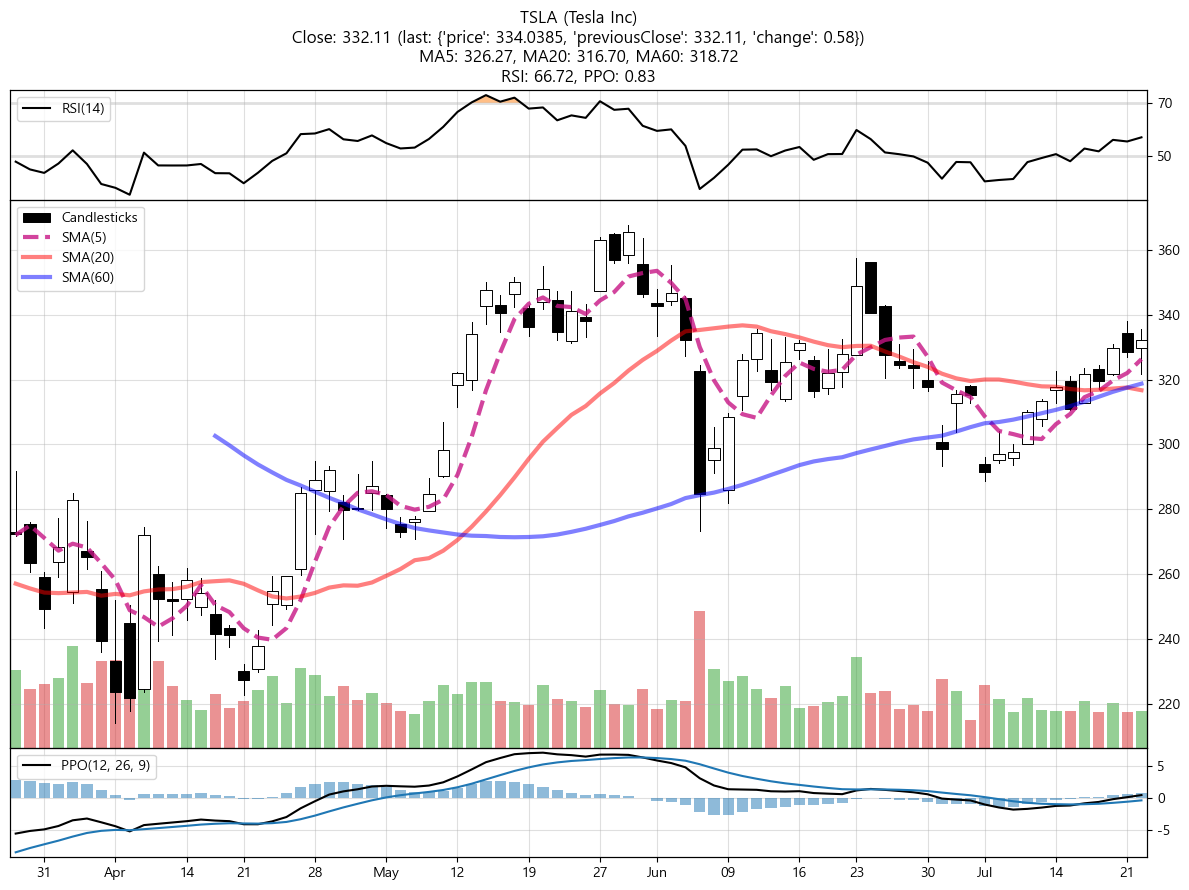 TSLA (Tesla Inc)
Close: 332.11 (last: {'price': 334.0385, 'previousClose': 332.11, 'change': 0.58})
MA5: 326.27, MA20: 316.70, MA60: 318.72
RSI: 66.72, PPO: 0.83
RSI(14)
70
50
Candlesticks
SMA(5)
SMA(20)
SMA(60)
360
340
320
300
280
260
240
220
PPO(12, 26, 9)
5
0
-5
31 Apr 14 21 28 May 12 20 27 Jun 09 16 23 30 Jul 14 21